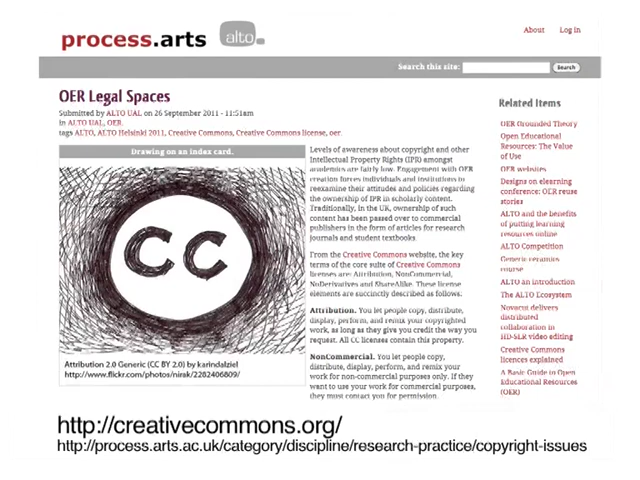 process.arts alto
About Log in
Search this site: Search
OER Legal Spaces
Submitted by ALTO UAL on 26 September 2011 - 11:51am
in ALTO UAL, OER.
tags ALTO, ALTO Helsinki 2011, Creative Commons, Creative Commons license, oer.
Drawing on an index card.
CC
Attribution 2.0 Generic (CC BY 2.0) by karindalziel
http://www.flickr.com/photos/nirak/2282406809/
Levels of awareness about copyright and other
Intellectual Property Rights (IPR) amongst
academics are fairly low. Engagement with OER
creation forces individuals and institutions to
reexamine their attitudes and policies regarding
the ownership of IPR in scholarly content.
Traditionally, in the UK, ownership of such
content has been passed over to commercial
publishers in the form of articles for research
journals and student textbooks.
From the Creative Commons website, the key
terms of the core suite of Creative Commons
licenses are: Attribution, NonCommercial,
NoDerivatives and ShareAlike. These license
elements are succinctly described as follows.
Attribution. You let people copy, distribute,
display, perform, and remix your copyrighted
work, as long as they give you credit the way you
request. All CC licenses contain this property.
NonCommercial. You let people copy,
distribute, display, perform, and remix your
work for non-commercial purposes only. If they
want to use your work for commercial purposes,
they must contact you for permission.
Related Items
OER Grounded Theory
Open Educational
Resources: The Value
of Use
OER websites
Designs on elearning
conference: OER reuse
stories
ALTO and the benefits
of putting learning
resources online
ALTO Competition
Generic ceramics
course
ALTO an introduction
The ALTO Ecosystem
Novacut delivers
distributed
collaboration in
HD-SLR video editing
Creative Commons
licences explained
A Basic Guide to Open
Educational Resources
(OER)
http://creativecommons.org/
http://process.arts.ac.uk/category/discipline/research-practice/copyright-issues